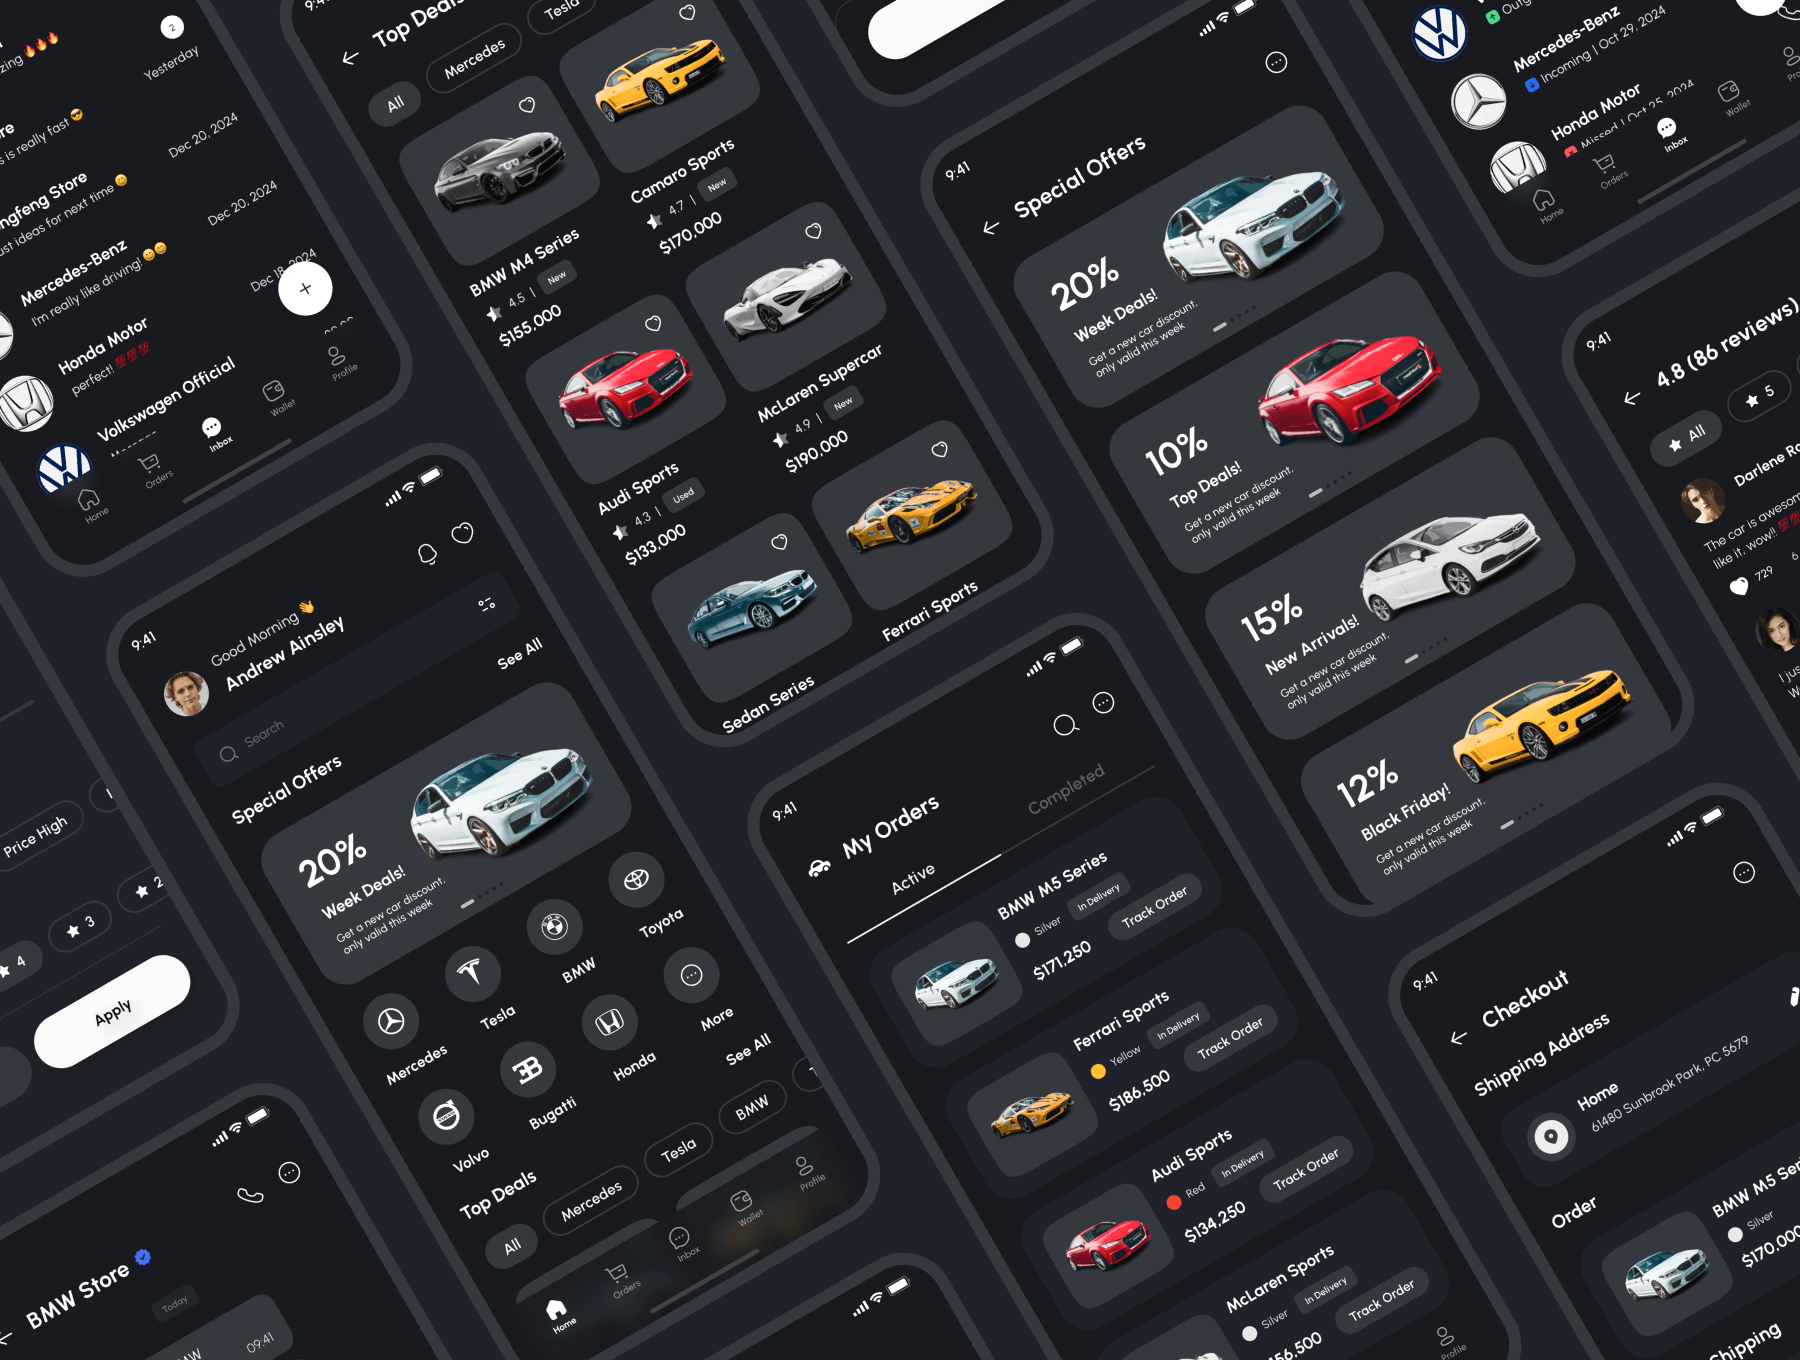 2
Yesterday
s is really fast 😎
Dec 20, 2024
ngfeng Store
ust ideas for next time 😀
Dec 20, 2024
Mercedes-Benz
I'm really like driving! 😀😀
Dec 18, 2024
Honda Motor
perfect! 💯💯💯
Volkswagen Official
Home
Orders
Inbox
Wallet
Profile
9:41
Top Deals
All
Mercedes
Tesla
BMW M4 Series
4.5 | New
$155,000
Camaro Sports
4.7 | New
$170,000
Audi Sports
4.3 | Used
$133,000
McLaren Supercar
4.9 | New
$190,000
Sedan Series
Ferrari Sports
9:41
Special Offers
20%
Week Deals!
Get a new car discount,
only valid this week
10%
Top Deals!
Get a new car discount,
only valid this week
15%
New Arrivals!
Get a new car discount,
only valid this week
12%
Black Friday!
Get a new car discount,
only valid this week
Mercedes-Benz
Incoming | Oct 29, 2024
Honda Motor
Missed | Oct 25, 2024
Home
Orders
Inbox
Wallet
9:41
4.8 (86 reviews)
All
5
Darlene Ro
The car is awesom
like it, wow!! 💯💯
729
6
I jus
W
Price High
4
3
2
Apply
9:41
Good Morning 👋
Andrew Ainsley
Search
Special Offers
See All
20%
Week Deals!
Get a new car discount,
only valid this week
Mercedes
Tesla
BMW
Toyota
Volvo
Bugatti
Honda
More
Top Deals
See All
All
Mercedes
Tesla
BMW
Home
Orders
Inbox
Wallet
Profile
9:41
My Orders
Active
Completed
BMW M5 Series
Silver
In Delivery
$171,250
Track Order
Ferrari Sports
Yellow
In Delivery
$186,500
Track Order
Audi Sports
Red
In Delivery
$134,250
Track Order
McLaren Sports
Silver
In Delivery
56,500
Track Order
Profile
9:41
Checkout
Shipping Address
Home
61480 Sunbrook Park, PC 5679
Order
BMW M5 Seri
Silver
$170,000
hipping
BMW Store
Today
MW
09:41